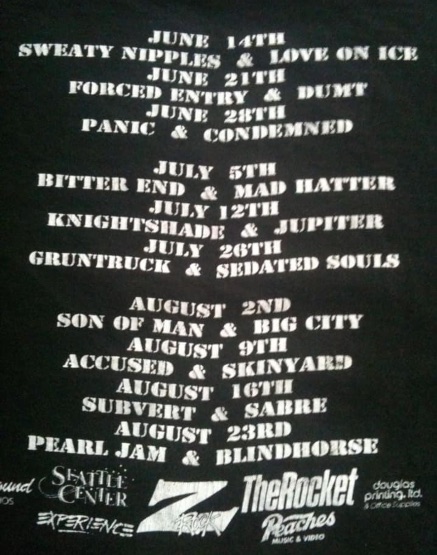 JUNE 14TH
SWEATY NIPPLES & LOVE ON ICE
JUNE 21TH
FORCED ENTRY & DUMT
JUNE 28TH
PANIC & CONDEMNED
JULY 5TH
BITTER END & MAD HATTER
JULY 12TH
KNIGHTSHADE & JUPITER
JULY 26TH
GRUNTRUCK & SEDATED SOULS
AUGUST 2ND
SON OF MAN & BIG CITY
AUGUST 9TH
ACCUSED & SKINYARD
AUGUST 16TH
SUBVERT & SABRE
AUGUST 23RD
PEARL JAM & BLINDHORSE
SEATTLE
CENTER
EXPERIENCE
Z
TheRocket
Peaches
MUSIC & VIDEO
douglas
printing, ltd.
& Office Supplies